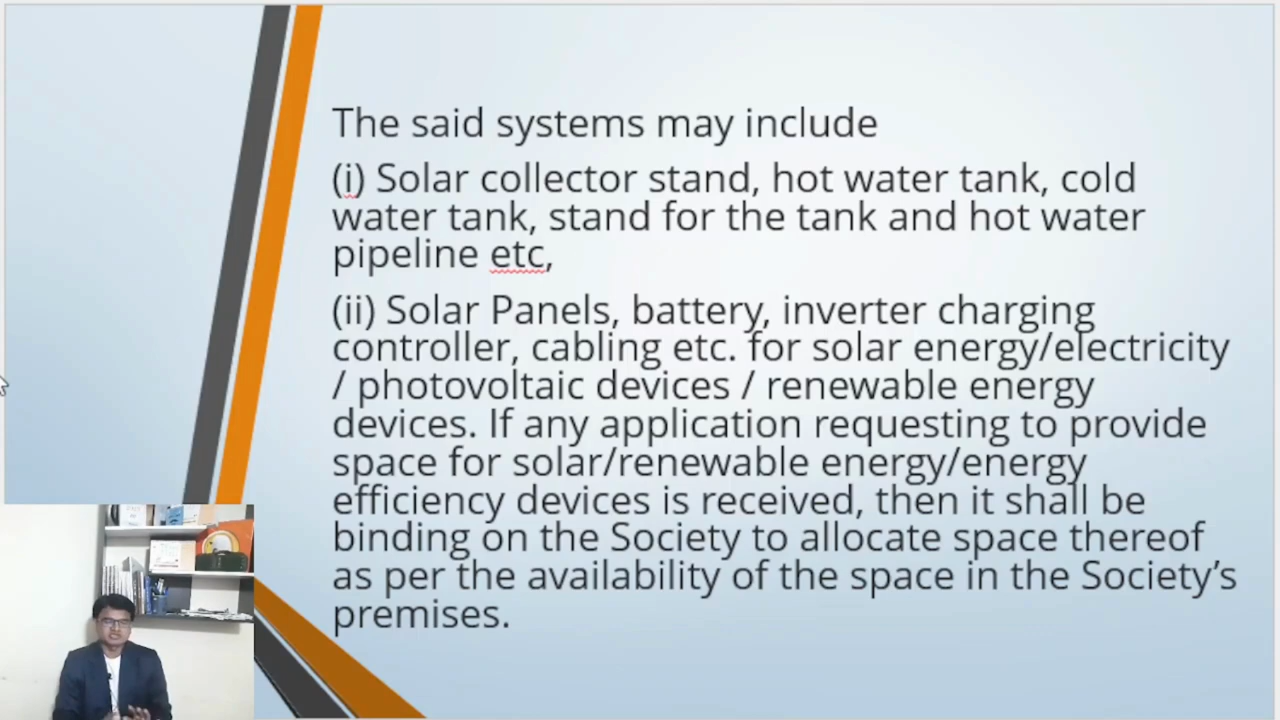 The said systems may include
(i) Solar collector stand, hot water tank, cold
water tank, stand for the tank and hot water
pipeline etc,
(ii) Solar Panels, battery, inverter charging
controller, cabling etc. for solar energy/electricity
/ photovoltaic devices / renewable energy
devices. If any application requesting to provide
space for solar/renewable energy/energy
efficiency devices is received, then it shall be
binding on the Society to allocate space thereof
as per the availability of the space in the Society’s
premises.